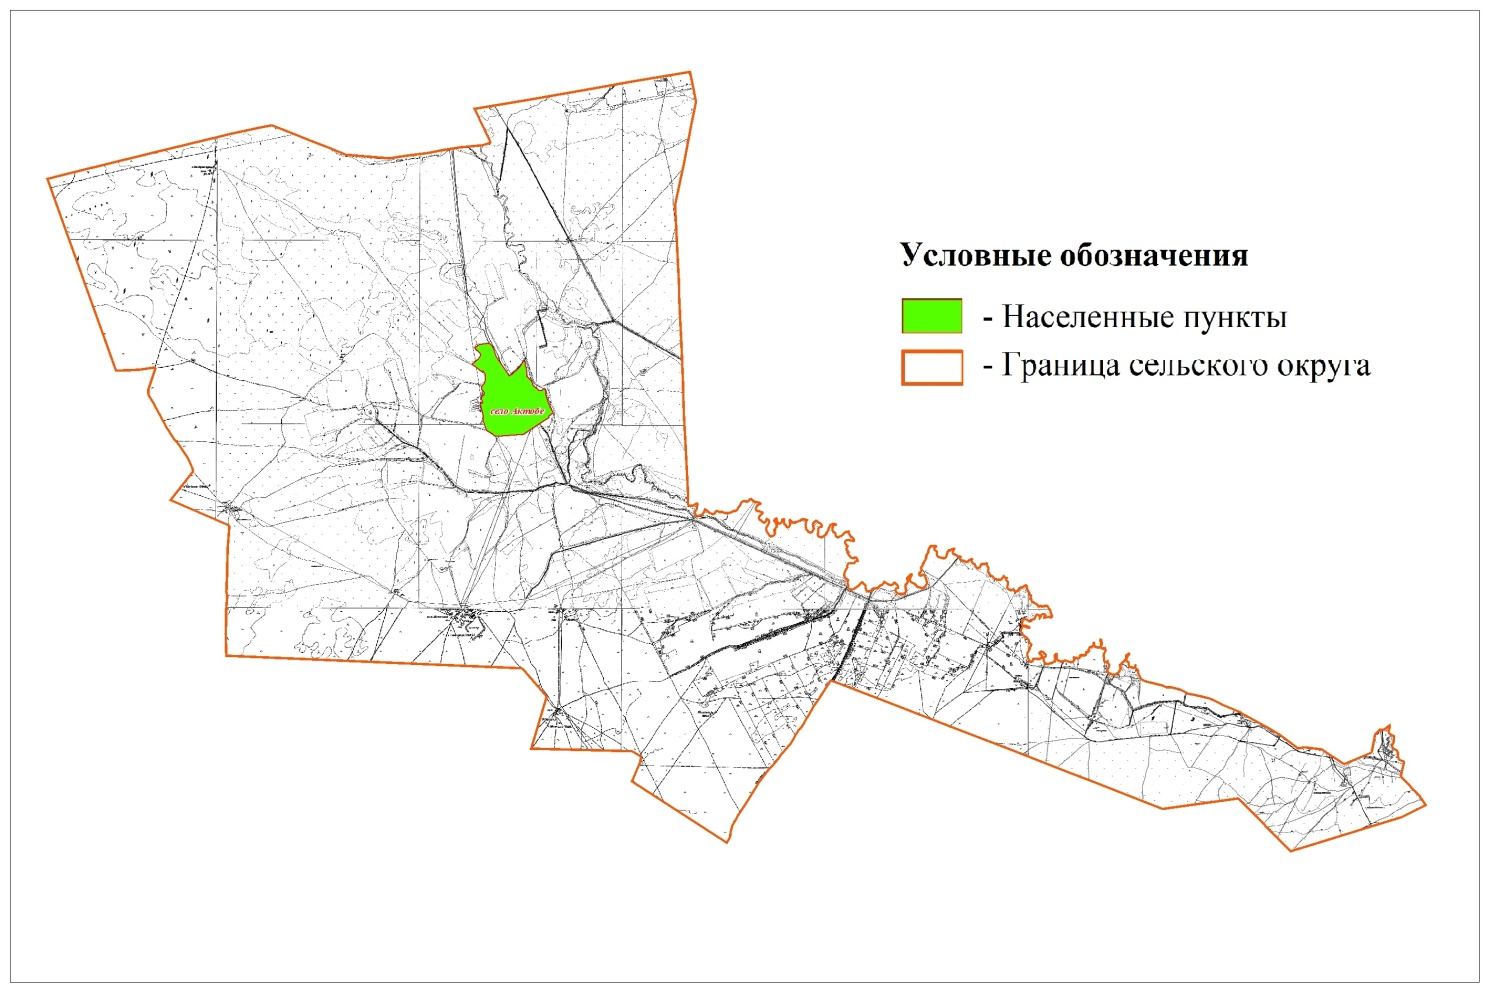 Условные обозначения
- Населенные пункты
- Граница сельского округа
село Актобе